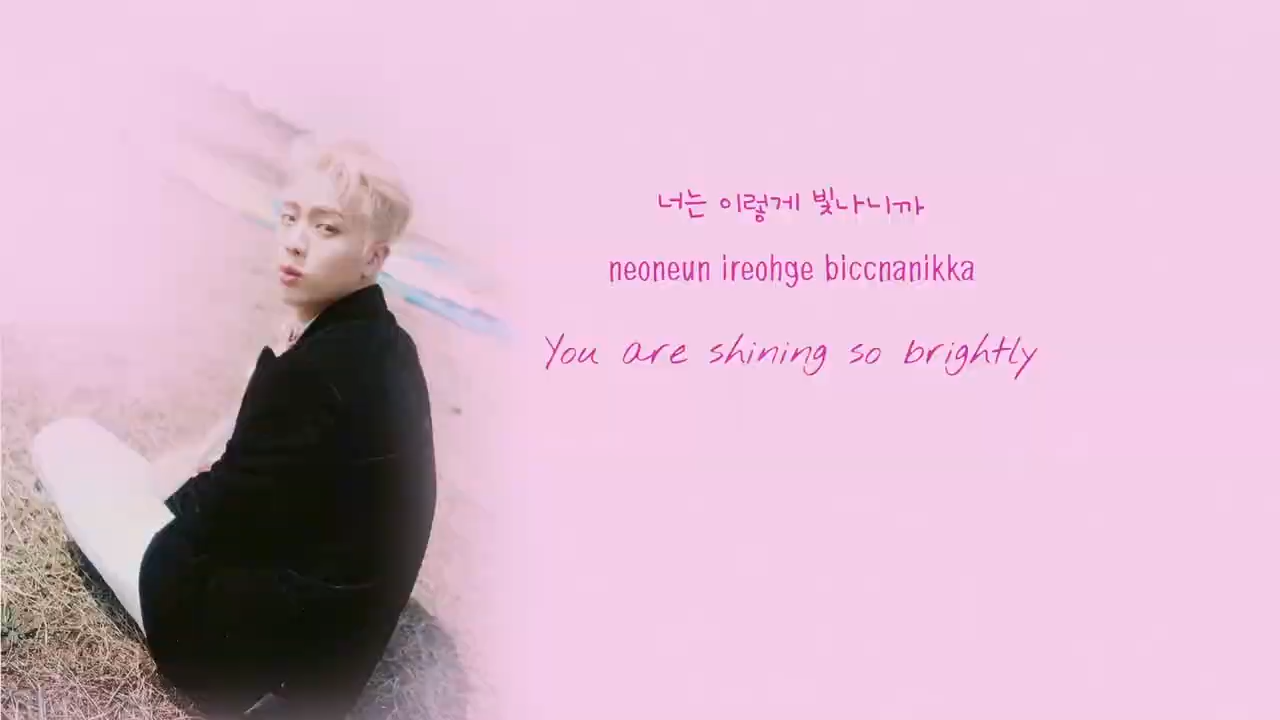 너는 이렇게 빛나니까
neoneun ireohge biccnanikka
You are shining so brightly